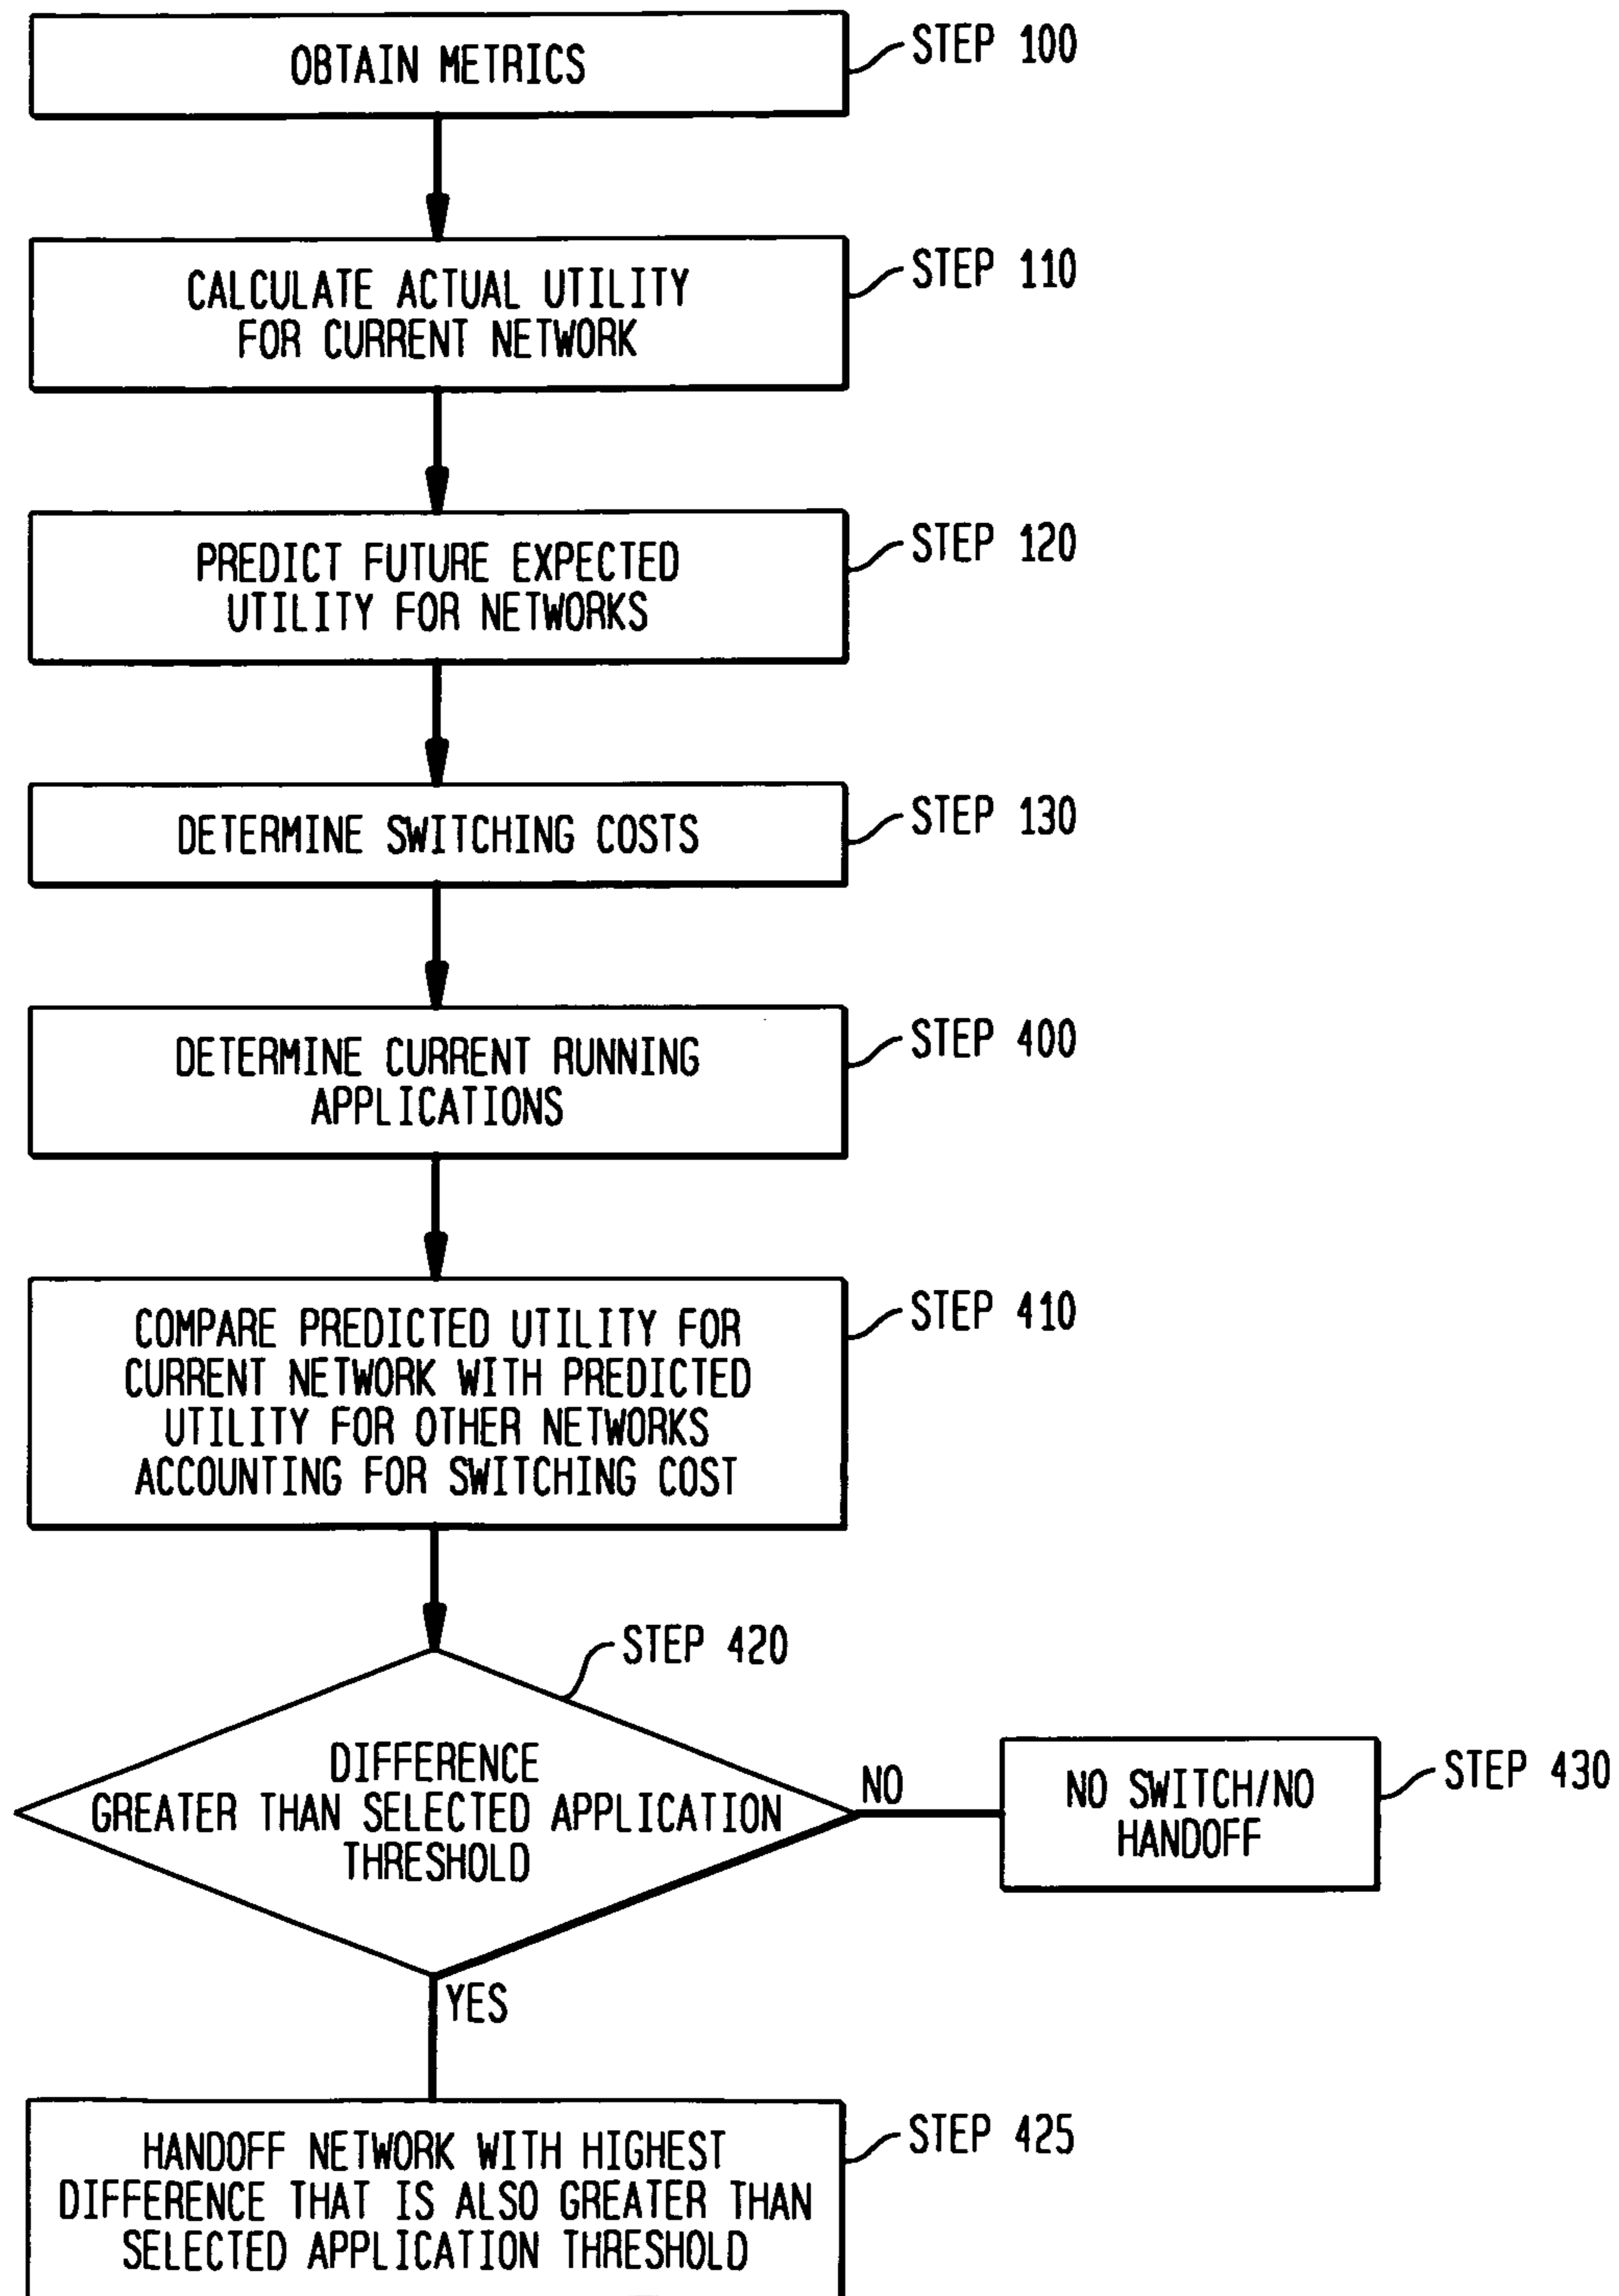 OBTAIN METRICS
STEP 100
CALCULATE ACTUAL UTILITY
FOR CURRENT NETWORK
STEP 110
PREDICT FUTURE EXPECTED
UTILITY FOR NETWORKS
STEP 120
DETERMINE SWITCHING COSTS
STEP 130
DETERMINE CURRENT RUNNING
APPLICATIONS
STEP 400
COMPARE PREDICTED UTILITY FOR
CURRENT NETWORK WITH PREDICTED
UTILITY FOR OTHER NETWORKS
ACCOUNTING FOR SWITCHING COST
STEP 410
STEP 420
DIFFERENCE
GREATER THAN SELECTED APPLICATION
THRESHOLD
NO
NO SWITCH/NO
HANDOFF
STEP 430
YES
HANDOFF NETWORK WITH HIGHEST
DIFFERENCE THAT IS ALSO GREATER THAN
SELECTED APPLICATION THRESHOLD
STEP 425